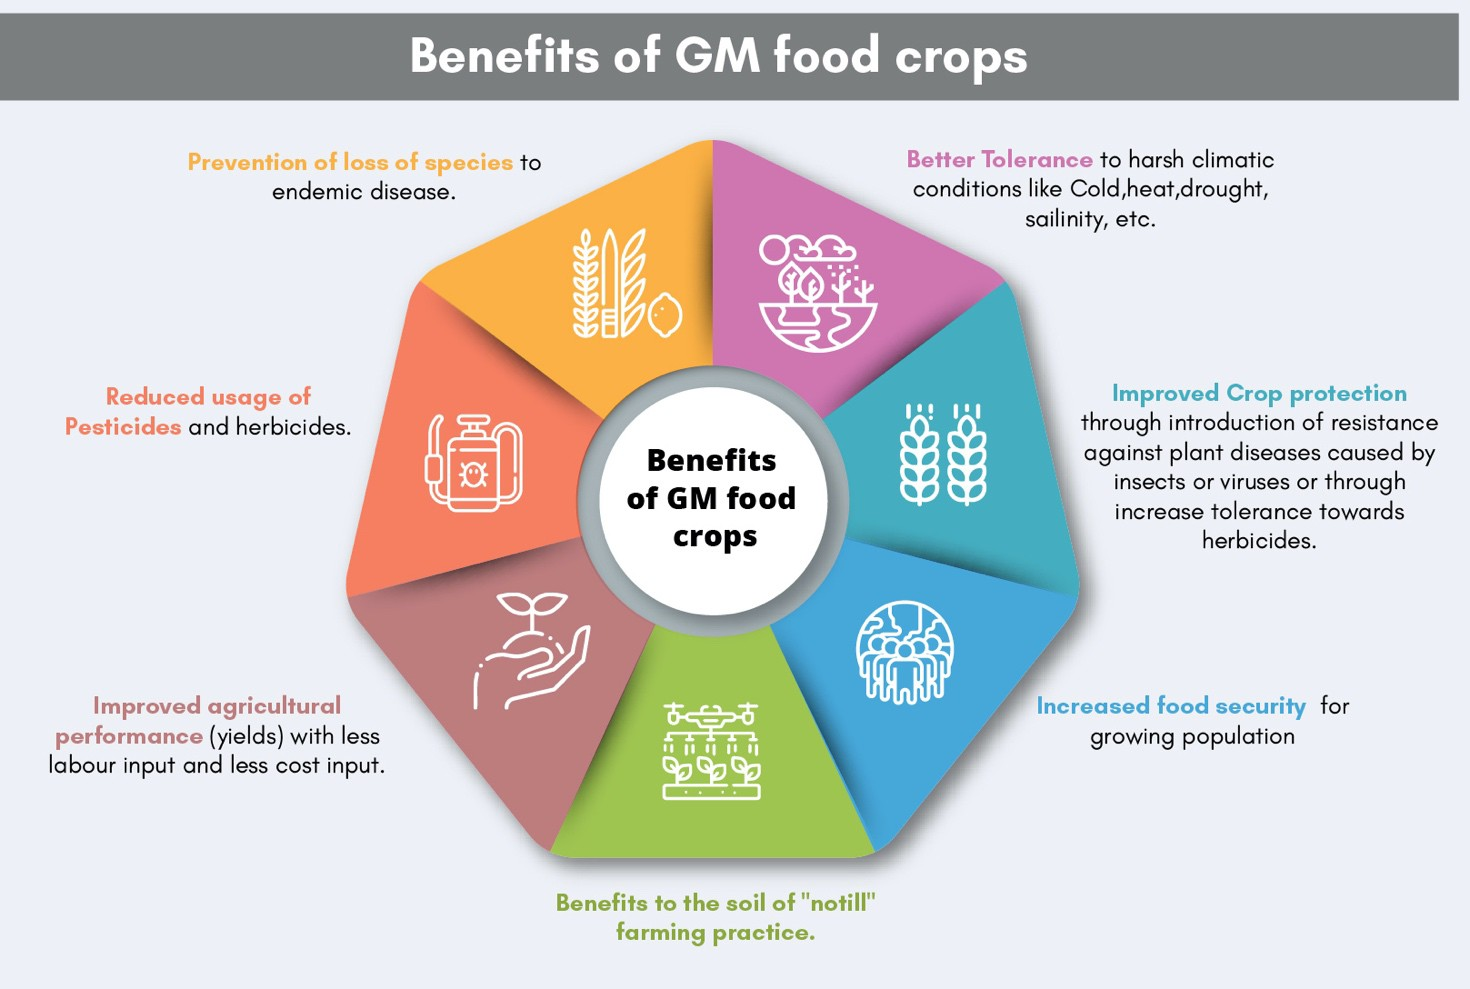 Benefits of GM food crops
Prevention of loss of species to
endemic disease.
Better Tolerance to harsh climatic
conditions like Cold,heat,drought,
sailinity, etc.
Reduced usage of
Pesticides and herbicides.
Improved Crop protection
through introduction of resistance
against plant diseases caused by
insects or viruses or through
increase tolerance towards
herbicides.
Benefits
of GM food
crops
Improved agricultural
performance (yields) with less
labour input and less cost input.
Increased food security for
growing population
Benefits to the soil of "notill"
farming practice.